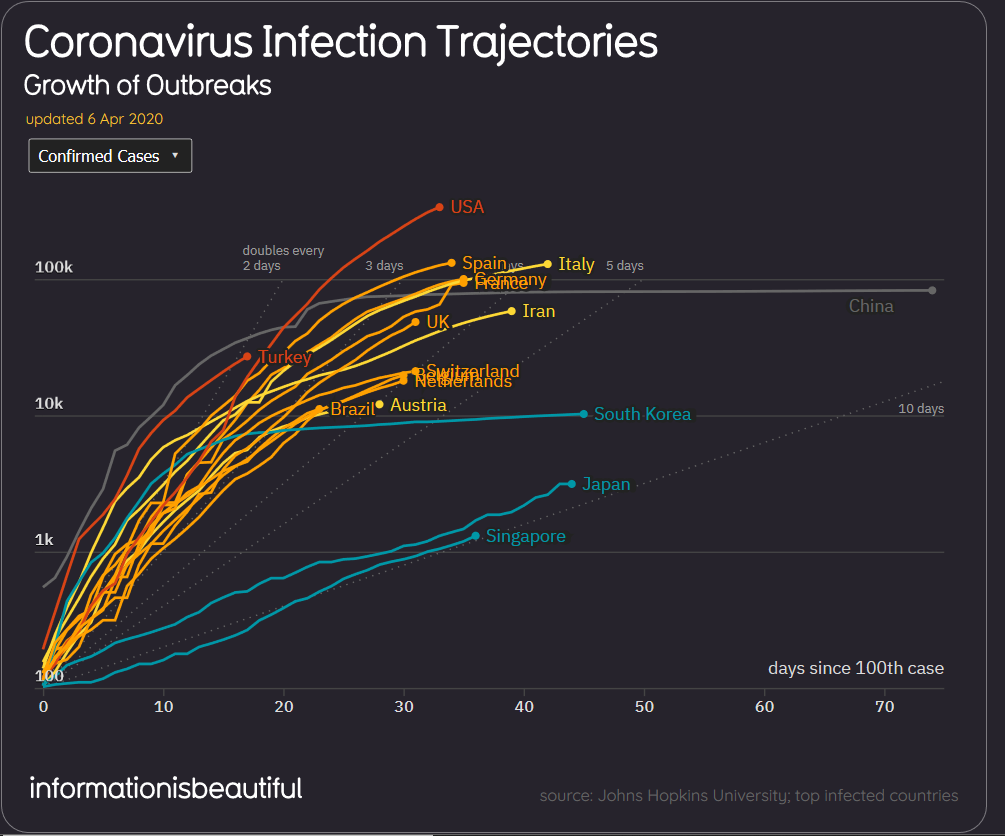 Coronavirus Infection Trajectories
Growth of Outbreaks
updated 6 Apr 2020
Confirmed Cases
USA
doubles every
2 days
3 days
5 days
100k
Spain
Italy
Germany
France
China
Iran
UK
Turkey
Switzerland
Netherlands
10k
Brazil
Austria
South Korea
10 days
Japan
1k
Singapore
100
days since 100th case
0 10 20 30 40 50 60 70
informationisbeautiful
source: Johns Hopkins University; top infected countries